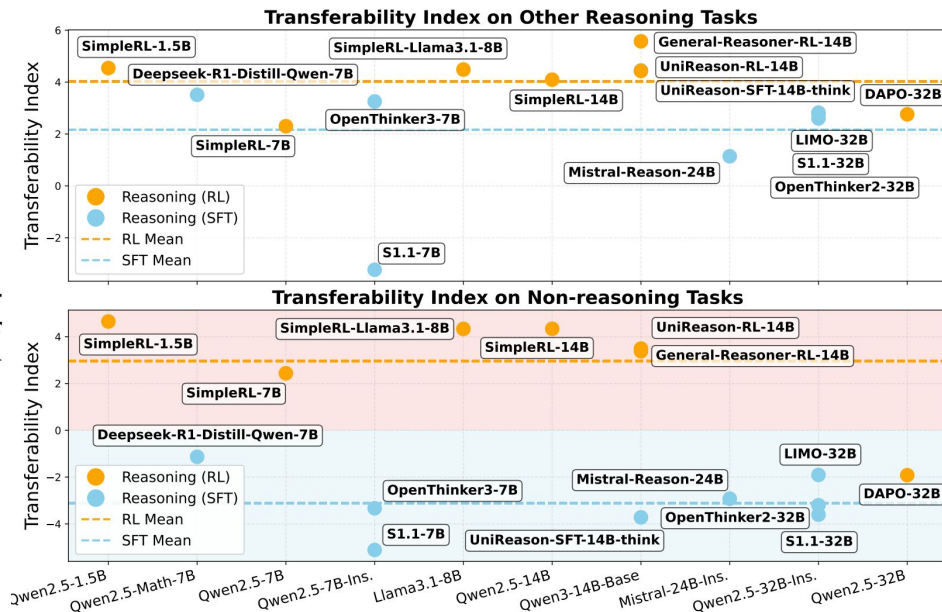 Transferability Index on Other Reasoning Tasks
Transferability Index
6
4
2
0
−2
SimpleRL-1.5B
Deepseek-R1-Distill-Qwen-7B
SimpleRL-7B
SimpleRL-Llama3.1-8B
OpenThinker3-7B
S1.1-7B
SimpleRL-14B
General-Reasoner-RL-14B
UniReason-RL-14B
UniReason-SFT-14B-think
DAPO-32B
Mistral-Reason-24B
LIMO-32B
S1.1-32B
OpenThinker2-32B
Reasoning (RL)
Reasoning (SFT)
RL Mean
SFT Mean
Transferability Index on Non-reasoning Tasks
Transferability Index
4
2
0
−2
−4
SimpleRL-1.5B
SimpleRL-7B
SimpleRL-Llama3.1-8B
SimpleRL-14B
UniReason-RL-14B
General-Reasoner-RL-14B
Deepseek-R1-Distill-Qwen-7B
OpenThinker3-7B
S1.1-7B
UniReason-SFT-14B-think
Mistral-Reason-24B
OpenThinker2-32B
LIMO-32B
S1.1-32B
DAPO-32B
Reasoning (RL)
Reasoning (SFT)
RL Mean
SFT Mean
Qwen2.5-1.5B
Qwen2.5-Math-7B
Qwen2.5-7B
Qwen2.5-7B-Ins.
Llama3.1-8B
Qwen2.5-14B
Qwen3-14B-Base
Mistral-24B-Ins.
Qwen2.5-32B-Ins.
Qwen2.5-32B